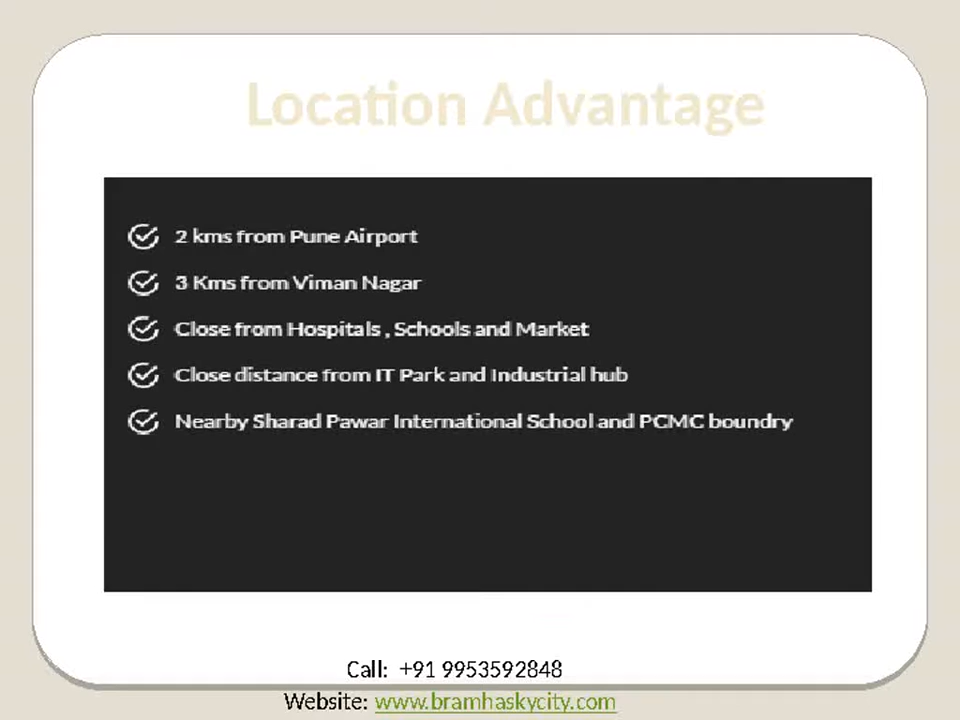 Location Advantage
2 kms from Pune Airport
3 Kms from Viman Nagar
Close from Hospitals , Schools and Market
Close distance from IT Park and Industrial hub
Nearby Sharad Pawar International School and PCMC boundry
Call: +91 9953592848
Website: www.bramhaskycity.com